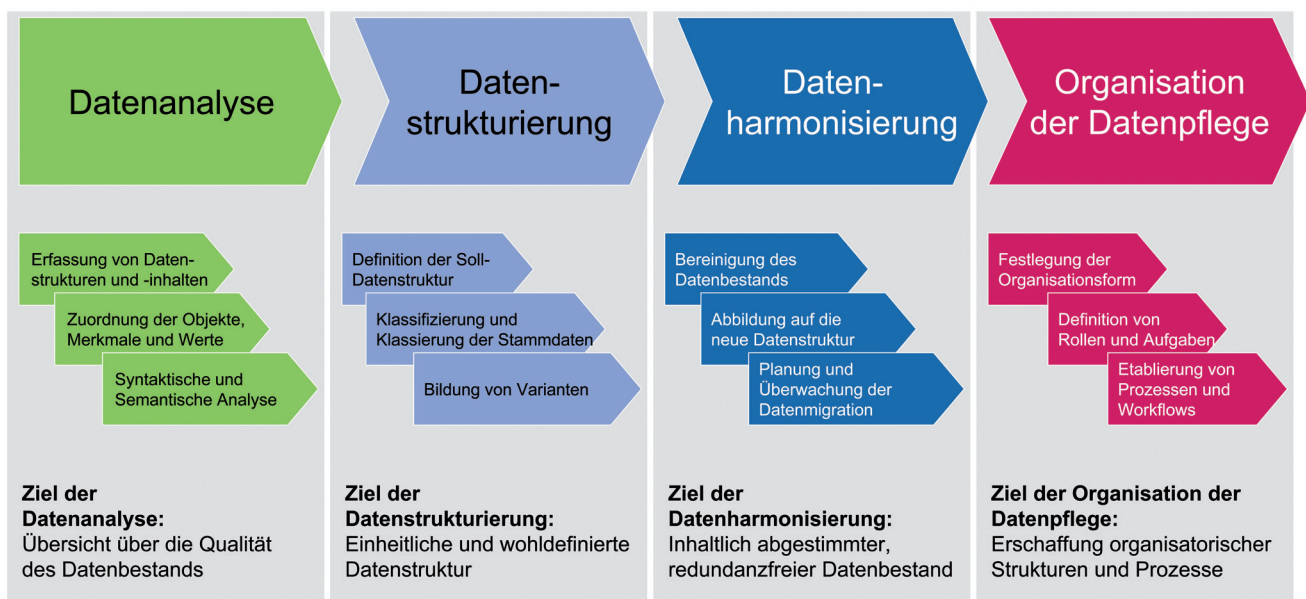 Datenanalyse
Erfassung von Daten-
strukturen und -inhalten
Zuordnung der Objekte,
Merkmale und Werte
Syntaktische und
Semantische Analyse
Ziel der
Datenanalyse:
Übersicht über die Qualität
des Datenbestands
Daten-
strukturierung
Definition der Soll-
Datenstruktur
Klassifizierung und
Klassierung der Stammdaten
Bildung von Varianten
Ziel der
Datenstrukturierung:
Einheitliche und wohldefinierte
Datenstruktur
Daten-
harmonisierung
Bereinigung des
Datenbestands
Abbildung auf die
neue Datenstruktur
Planung und
Überwachung der
Datenmigration
Ziel der
Datenharmonisierung:
Inhaltlich abgestimmter,
redundanzfreier Datenbestand
Organisation
der Datenpflege
Festlegung der
Organisationsform
Definition von
Rollen und Aufgaben
Etablierung von
Prozessen und
Workflows
Ziel der Organisation der
Datenpflege:
Erschaffung organisatorischer
Strukturen und Prozesse